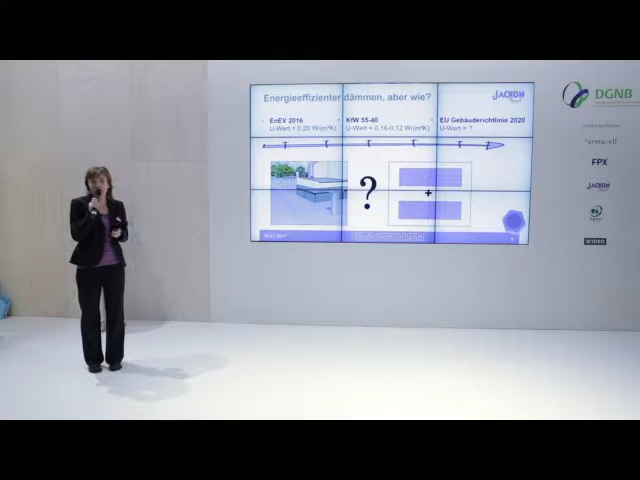 Energieeffizienter dämmen, aber wie?
JACKON
EnEV 2016
U-Wert = 0.20 W/(m²K)
KfW 55-40
U-Wert = 0.16-0.12 W/(m²K)
EU Gebäuderichtlinie 2020
U-Wert = ?
?
+
DGNB
armacell
FPX
JACKON